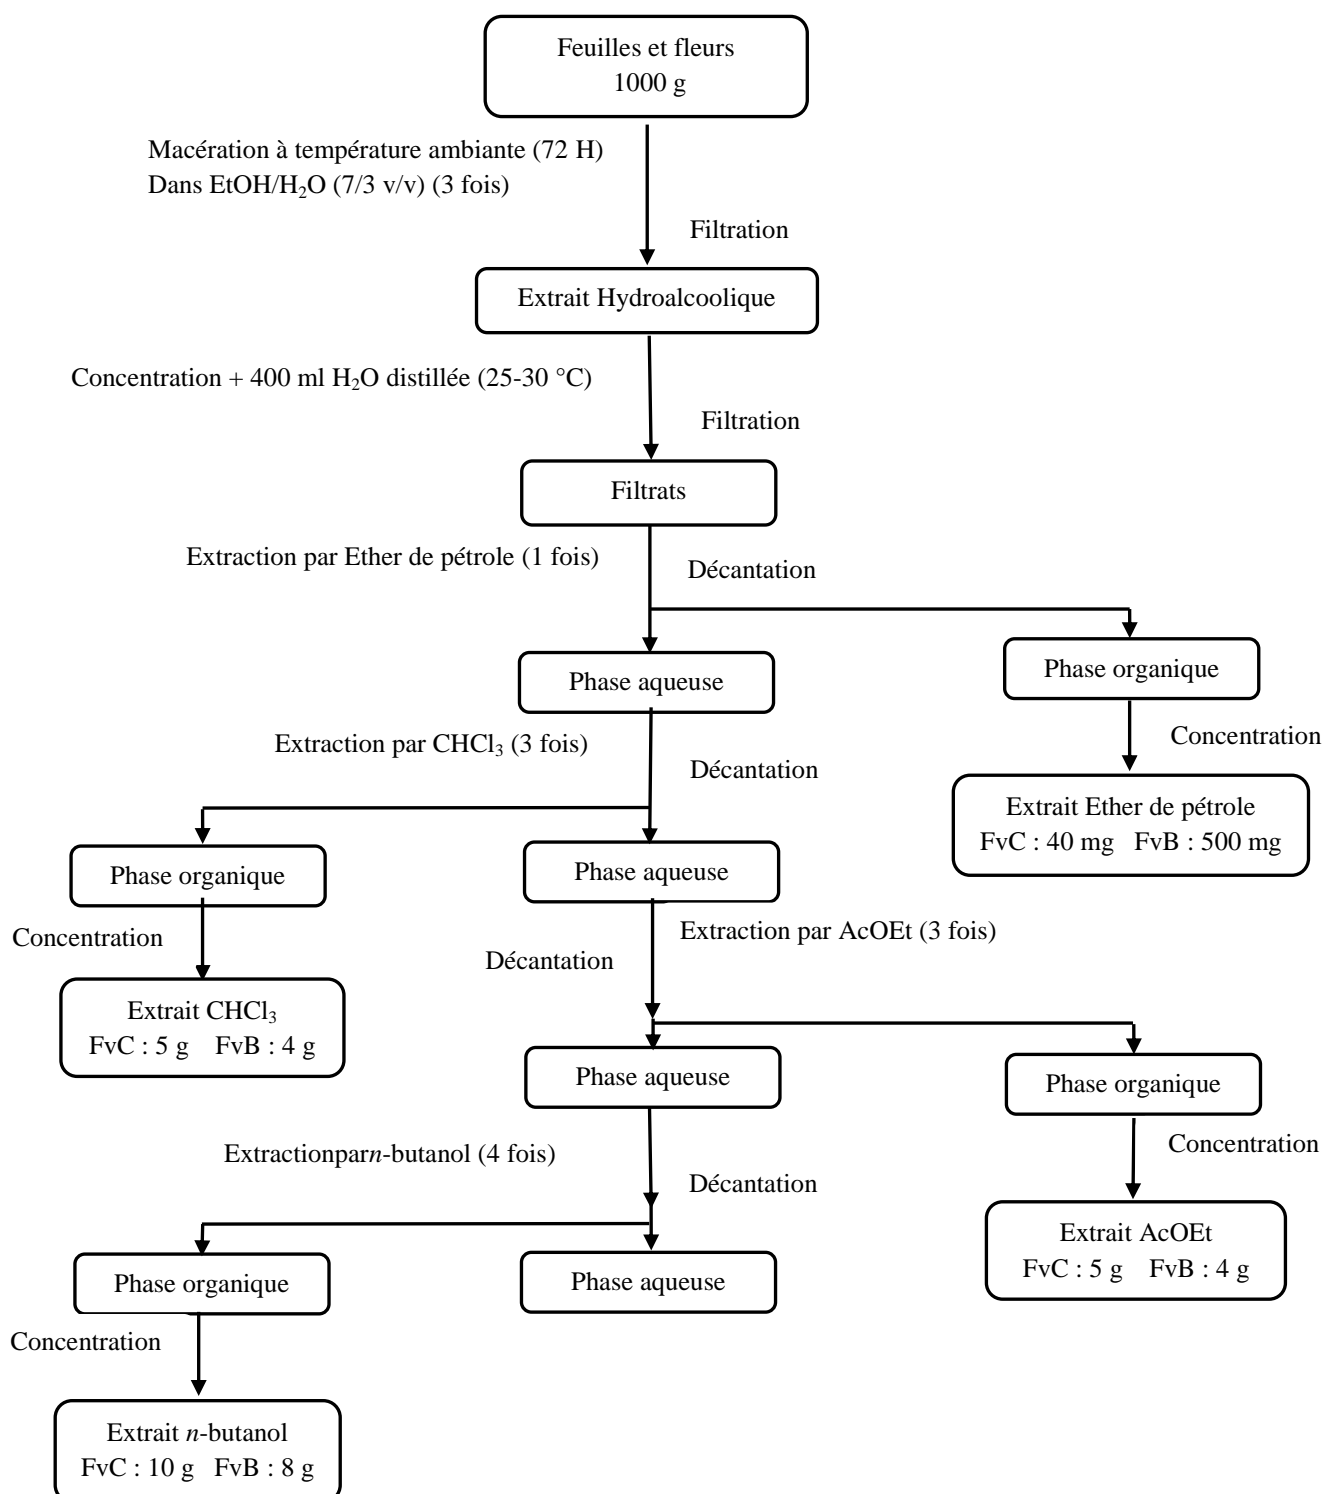 Feuilles et fleurs
1000 g
Macération à température ambiante (72 H)
Dans EtOH/H₂O (7/3 v/v) (3 fois)
Filtration
Extrait Hydroalcoolique
Concentration + 400 ml H₂O distillée (25-30 °C)
Filtration
Filtrats
Extraction par Ether de pétrole (1 fois)
Décantation
Phase aqueuse
Phase organique
Extraction par CHCl₃ (3 fois)
Concentration
Décantation
Extrait Ether de pétrole
FvC : 40 mg FvB : 500 mg
Phase organique
Phase aqueuse
Concentration
Extraction par AcOEt (3 fois)
Décantation
Extrait CHCl₃
FvC : 5 g FvB : 4 g
Phase aqueuse
Phase organique
Extractionparn-butanol (4 fois)
Concentration
Décantation
Extrait AcOEt
FvC : 5 g FvB : 4 g
Phase organique
Phase aqueuse
Concentration
Extrait n-butanol
FvC : 10 g FvB : 8 g